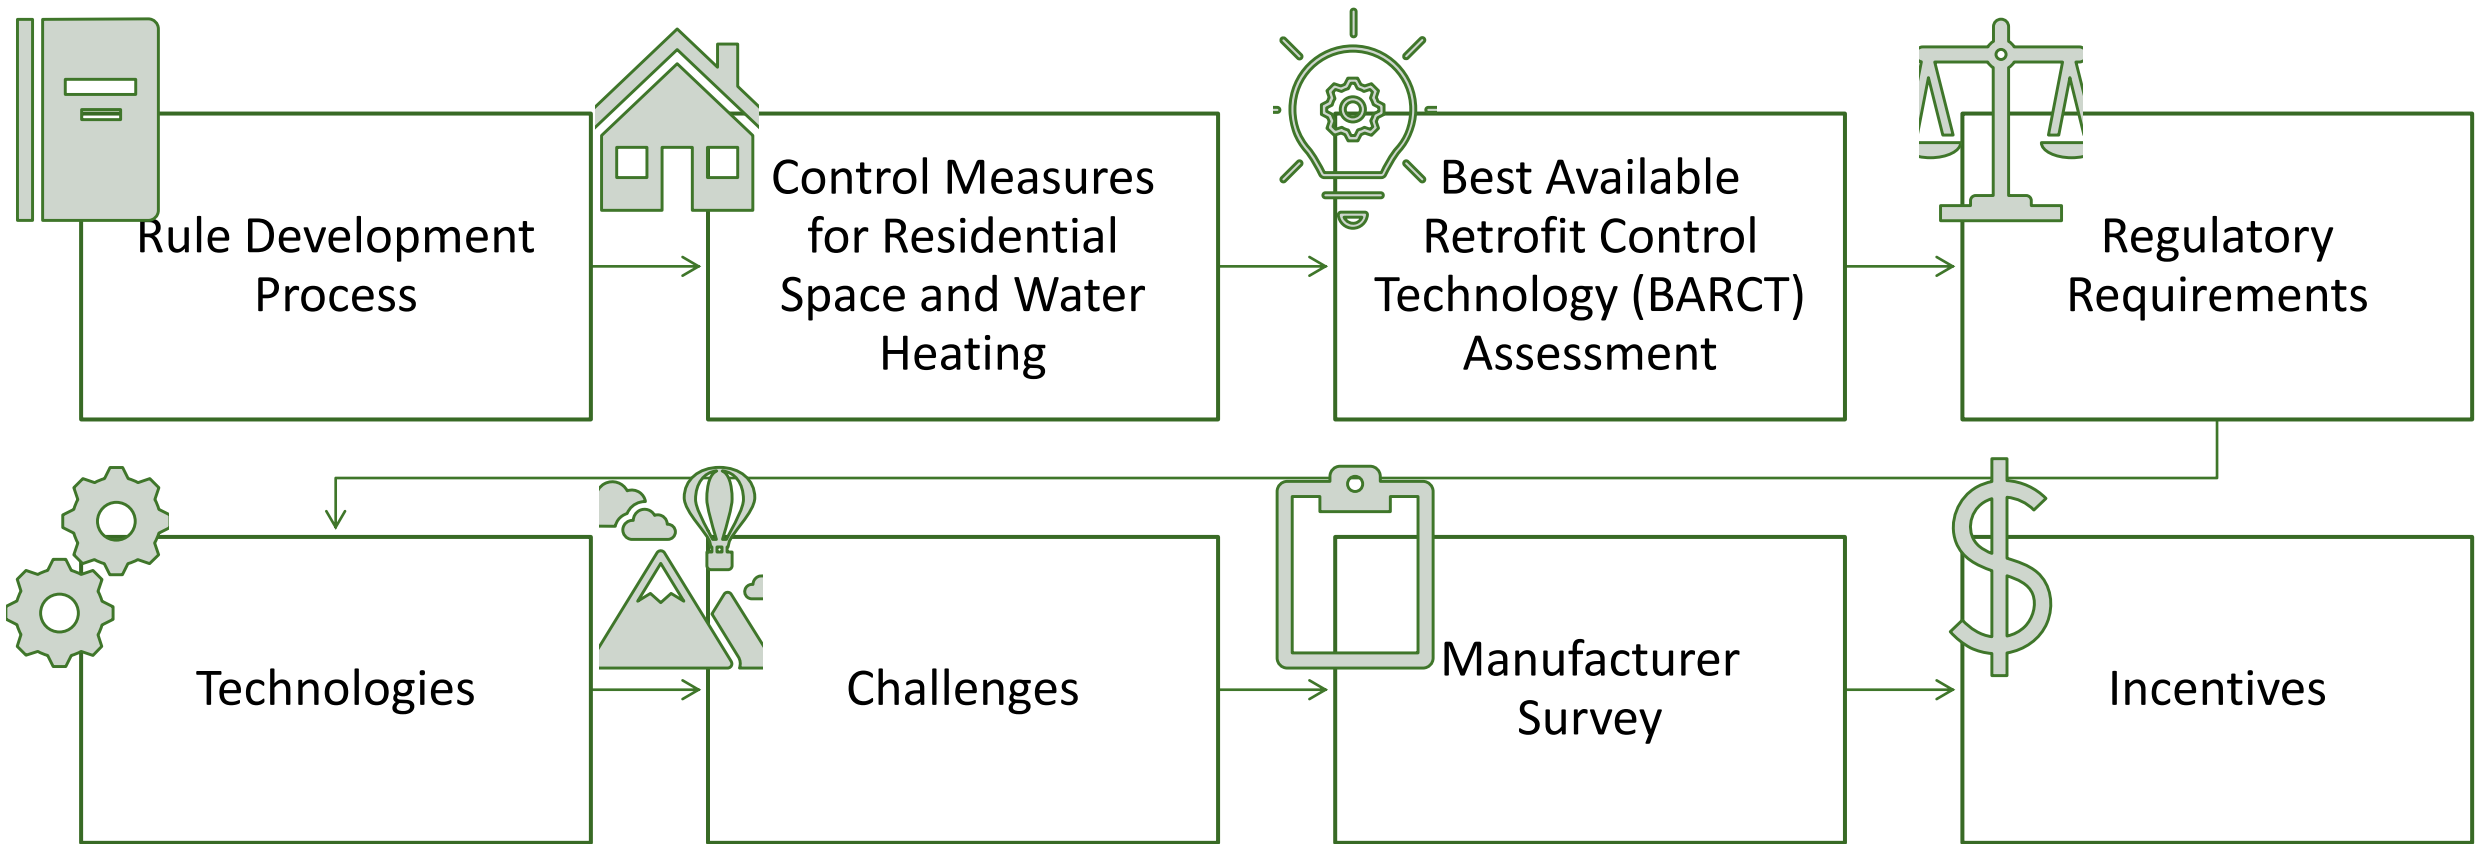 Rule Development
Process
Control Measures
for Residential
Space and Water
Heating
Best Available
Retrofit Control
Technology (BARCT)
Assessment
Regulatory
Requirements
Technologies
Challenges
Manufacturer
Survey
Incentives